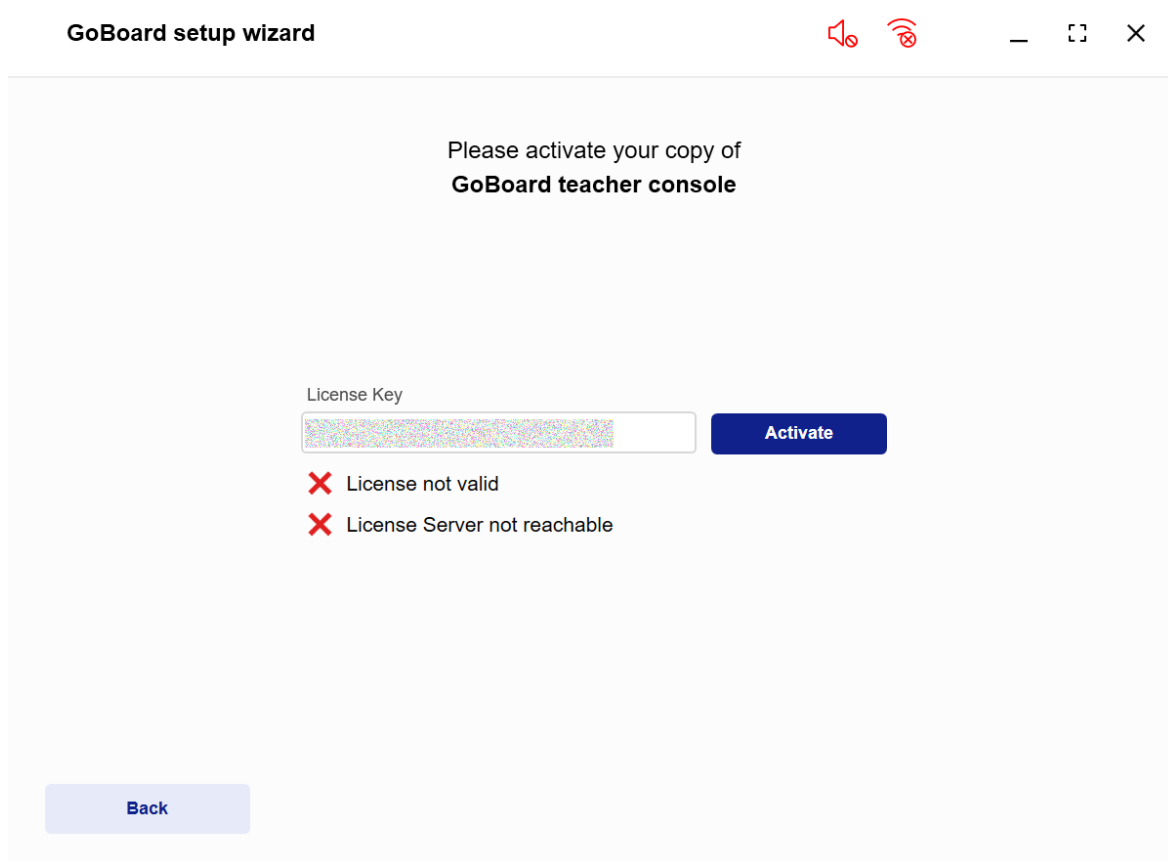 GoBoard setup wizard
Please activate your copy of
GoBoard teacher console
License Key
Activate
License not valid
License Server not reachable
Back